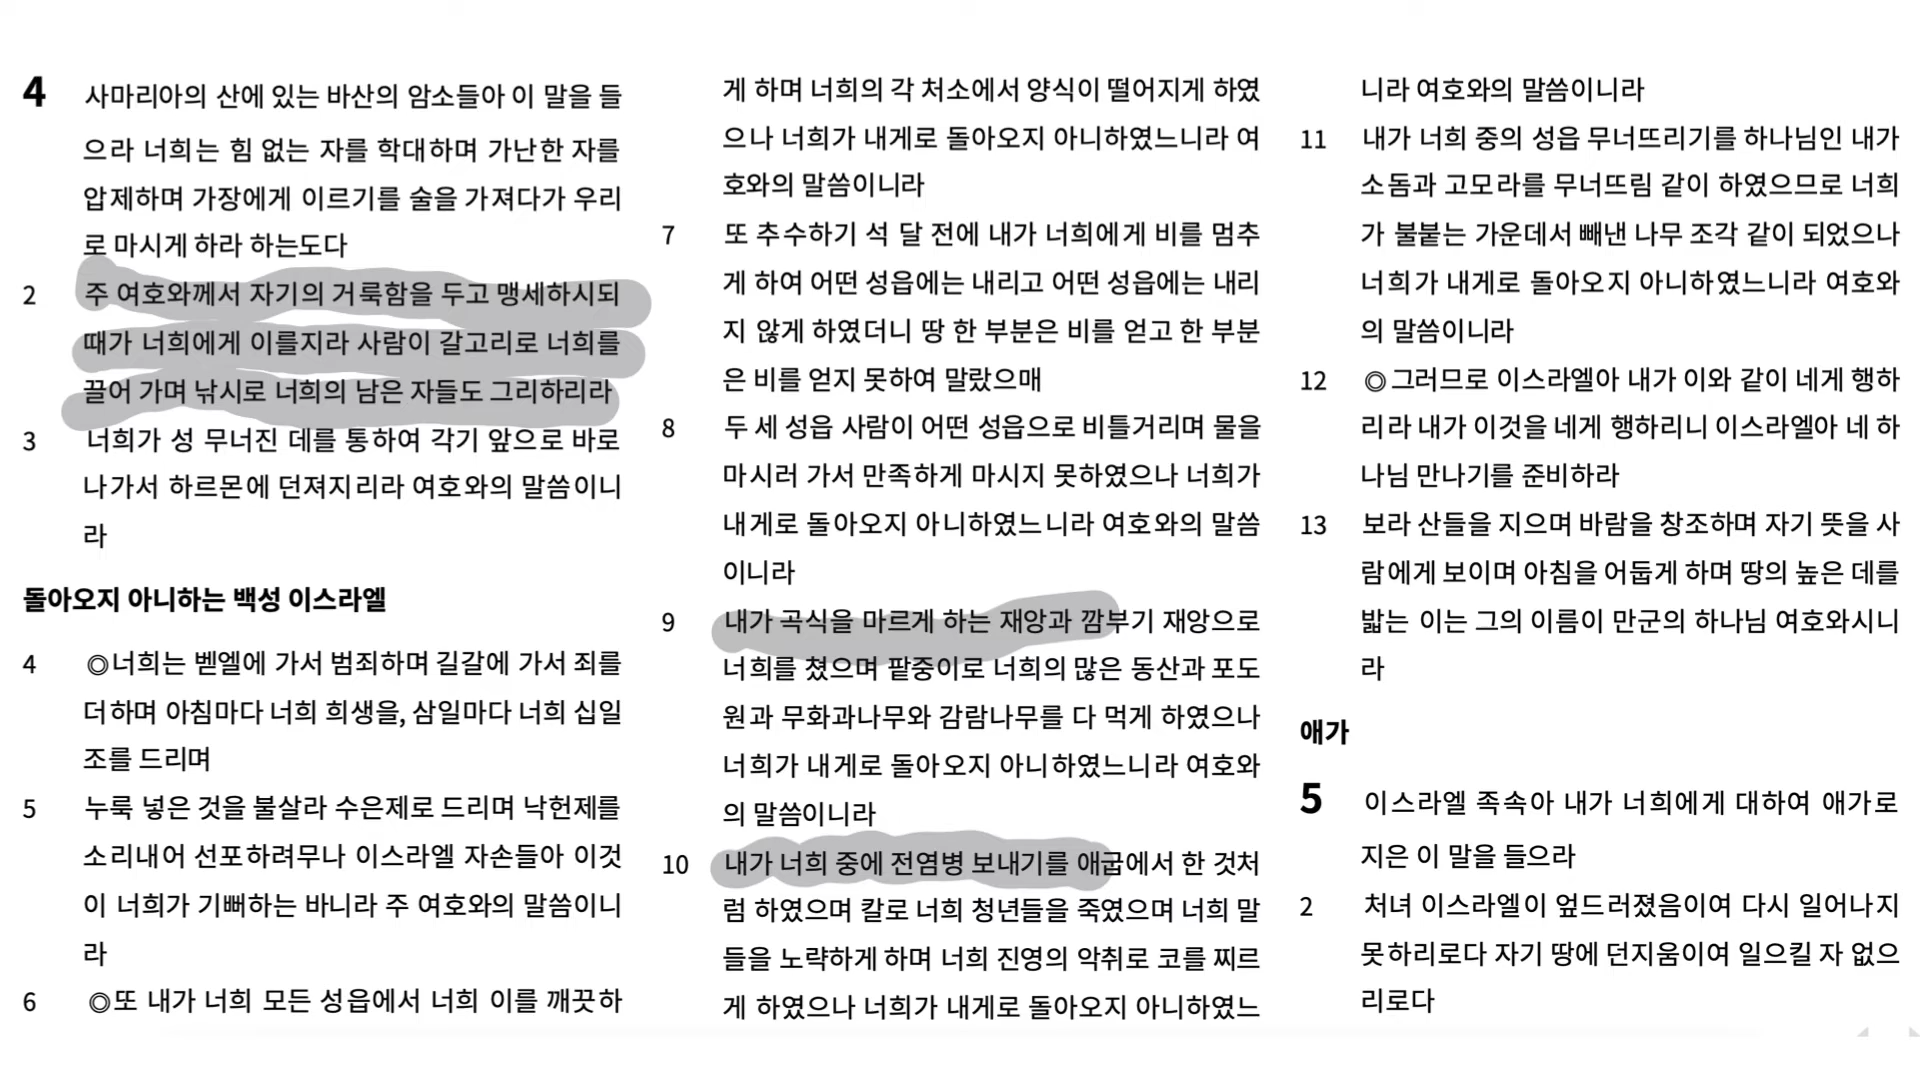 4 사마리아의 산에 있는 바산의 암소들아 이 말을 들
으라 너희는 힘 없는 자를 학대하며 가난한 자를
압제하며 가장에게 이르기를 술을 가져다가 우리
로 마시게 하라 하는도다
2 주 여호와께서 자기의 거룩함을 두고 맹세하시되
때가 너희에게 이를지라 사람이 갈고리로 너희를
끌어 가며 낚시로 너희의 남은 자들도 그리하리라
3 너희가 성 무너진 데를 통하여 각기 앞으로 바로
나가서 하르몬에 던져지리라 여호와의 말씀이니
라
돌아오지 아니하는 백성 이스라엘
4 ◎너희는 벧엘에 가서 범죄하며 길갈에 가서 죄를
더하며 아침마다 너희 희생을, 삼일마다 너희 십일
조를 드리며
5 누룩 넣은 것을 불살라 수은제로 드리며 낙헌제를
소리내어 선포하려무나 이스라엘 자손들아 이것
이 너희가 기뻐하는 바니라 주 여호와의 말씀이니
라
6 ◎또 내가 너희 모든 성읍에서 너희 이를 깨끗하
게 하며 너희의 각 처소에서 양식이 떨어지게 하였
으나 너희가 내게로 돌아오지 아니하였느니라 여
호와의 말씀이니라
7 또 추수하기 석 달 전에 내가 너희에게 비를 멈추
게 하여 어떤 성읍에는 내리고 어떤 성읍에는 내리
지 않게 하였더니 땅 한 부분은 비를 얻고 한 부분
은 비를 얻지 못하여 말랐으매
8 두 세 성읍 사람이 어떤 성읍으로 비틀거리며 물을
마시러 가서 만족하게 마시지 못하였으나 너희가
내게로 돌아오지 아니하였느니라 여호와의 말씀
이니라
9 내가 곡식을 마르게 하는 재앙과 깜부기 재앙으로
너희를 쳤으며 팥중이로 너희의 많은 동산과 포도
원과 무화과나무와 감람나무를 다 먹게 하였으나
너희가 내게로 돌아오지 아니하였느니라 여호와
의 말씀이니라
10 내가 너희 중에 전염병 보내기를 애굽에서 한 것처
럼 하였으며 칼로 너희 청년들을 죽였으며 너희 말
들을 노략하게 하며 너희 진영의 악취로 코를 찌르
게 하였으나 너희가 내게로 돌아오지 아니하였느
니라 여호와의 말씀이니라
11 내가 너희 중의 성읍 무너뜨리기를 하나님인 내가
소돔과 고모라를 무너뜨림 같이 하였으므로 너희
가 불붙는 가운데서 빼낸 나무 조각 같이 되었으나
너희가 내게로 돌아오지 아니하였느니라 여호와
의 말씀이니라
12 ◎그러므로 이스라엘아 내가 이와 같이 네게 행하
리라 내가 이것을 네게 행하리니 이스라엘아 네 하
나님 만나기를 준비하라
13 보라 산들을 지으며 바람을 창조하며 자기 뜻을 사
람에게 보이며 아침을 어둡게 하며 땅의 높은 데를
밟는 이는 그의 이름이 만군의 하나님 여호와시니
라
애가
5 이스라엘 족속아 내가 너희에게 대하여 애가로
지은 이 말을 들으라
2 처녀 이스라엘이 엎드러졌음이여 다시 일어나지
못하리로다 자기 땅에 던지움이여 일으킬 자 없으
리로다